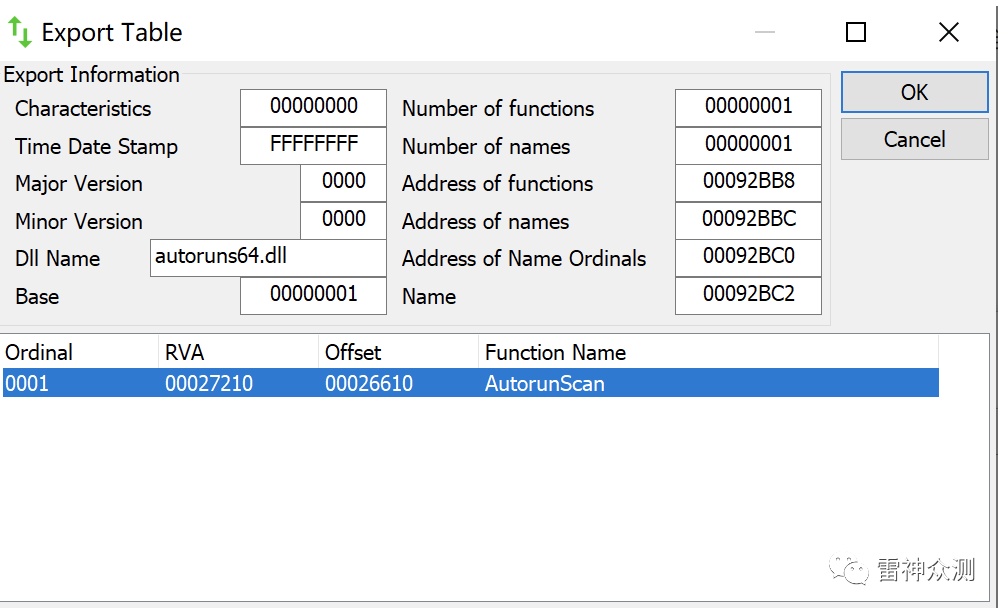 Export Table
Export Information
Characteristics 00000000 Number of functions 00000001 OK
Time Date Stamp FFFFFFFF Number of names 00000001 Cancel
Major Version 0000 Address of functions 00092BB8
Minor Version 0000 Address of names 00092BBC
Dll Name autoruns64.dll Address of Name Ordinals 00092BC0
Base 00000001 Name 00092BC2
Ordinal RVA Offset Function Name
0001 00027210 00026610 AutorunScan
雷神众测